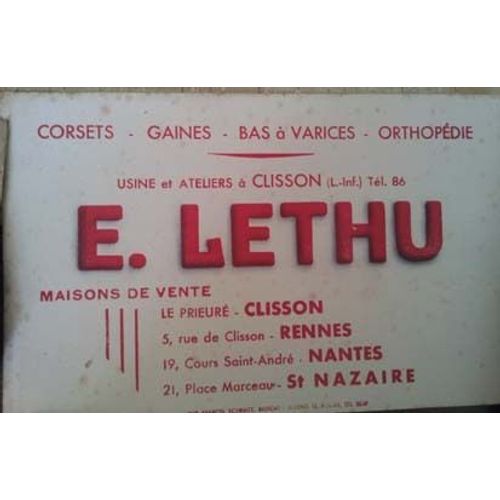 CORSETS - GAINES - BAS à VARICES - ORTHOPÉDIE
USINE et ATELIERS à CLISSON (L.-Inf.) Tél. 86
E. LETHU
MAISONS DE VENTE
LE PRIEURÉ - CLISSON
5, rue de Clisson - RENNES
19, Cours Saint-André - NANTES
21, Place Marceau - St NAZAIRE